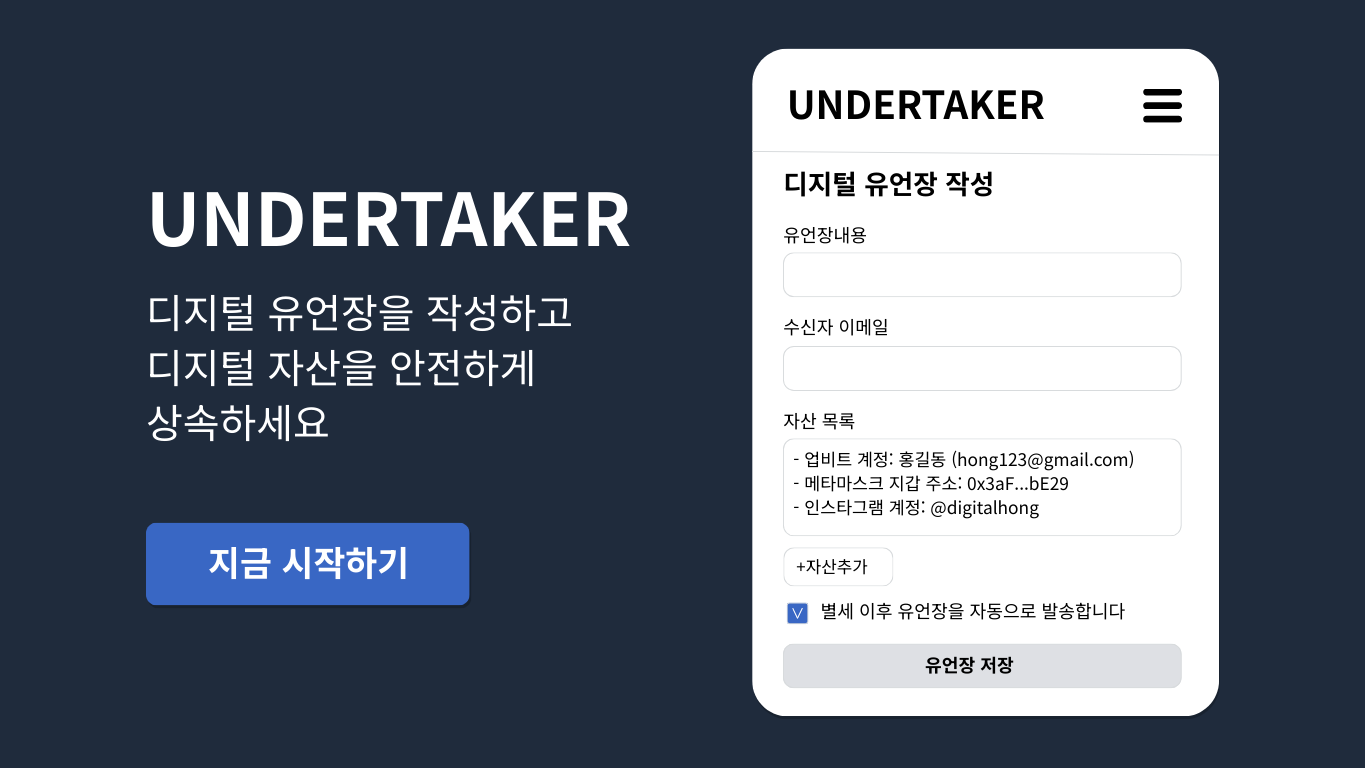 UNDERTAKER
디지털 유언장을 작성하고
디지털 자산을 안전하게
상속하세요
지금 시작하기
UNDERTAKER
디지털 유언장 작성
유언장내용
수신자 이메일
자산 목록
- 업비트 계정: 홍길동 (hong123@gmail.com)
- 메타마스크 지갑 주소: 0x3aF...bE29
- 인스타그램 계정: @digitalhong
+자산추가
V 별세 이후 유언장을 자동으로 발송합니다
유언장 저장